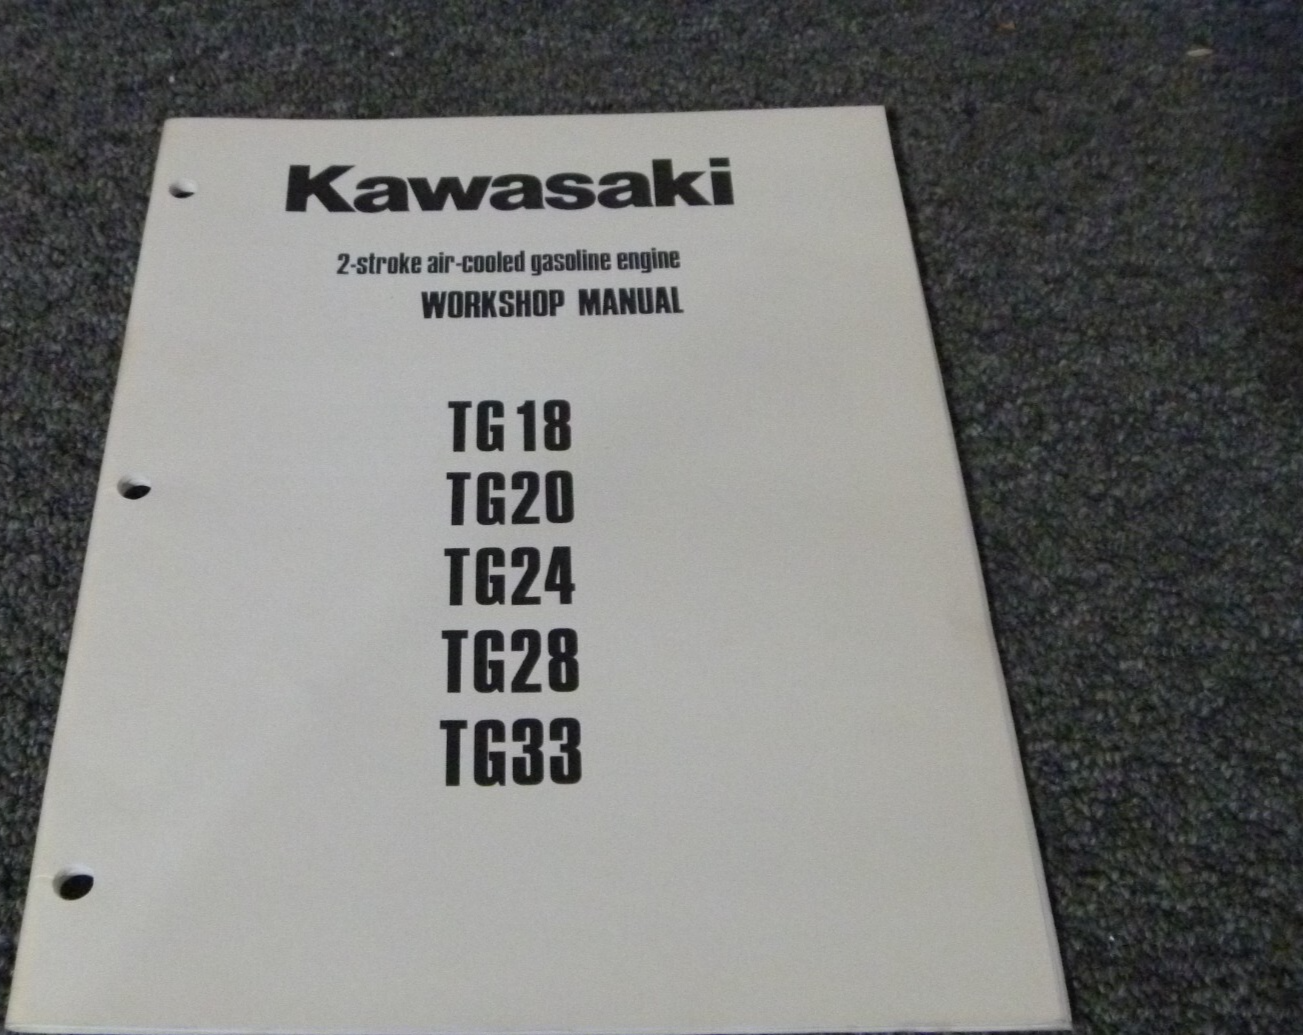 Kawasaki
2-stroke air-cooled gasoline engine
WORKSHOP MANUAL
TG18
TG20
TG24
TG28
TG33